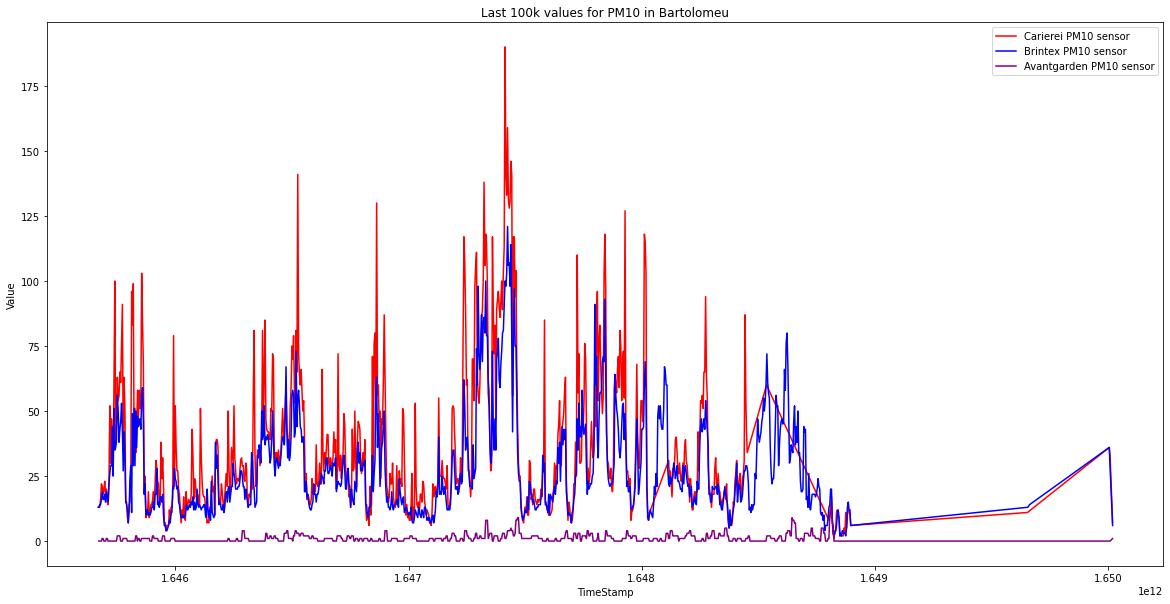 Last 100k values for PM10 in Bartolomeu
Carierei PM10 sensor
Brintex PM10 sensor
Avantgarden PM10 sensor
Value
175
150
125
100
75
50
25
0
1.646
1.647
1.648
1.649
1.650
1e12
TimeStamp